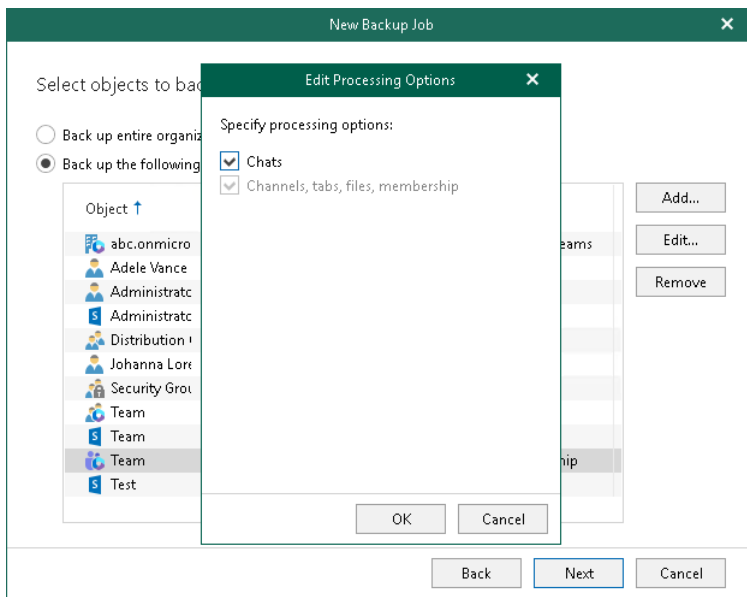 New Backup Job
Select objects to bac
Edit Processing Options
Specify processing options:
Chats
Channels, tabs, files, membership
Back up entire organiz
Back up the following
Object
abc.onmicro
eams
Adele Vance
Administratc
Administratc
Distribution
Johanna Lore
Security Grou
Team
Team
Team
hip
Test
Add...
Edit...
Remove
OK
Cancel
Back
Next
Cancel